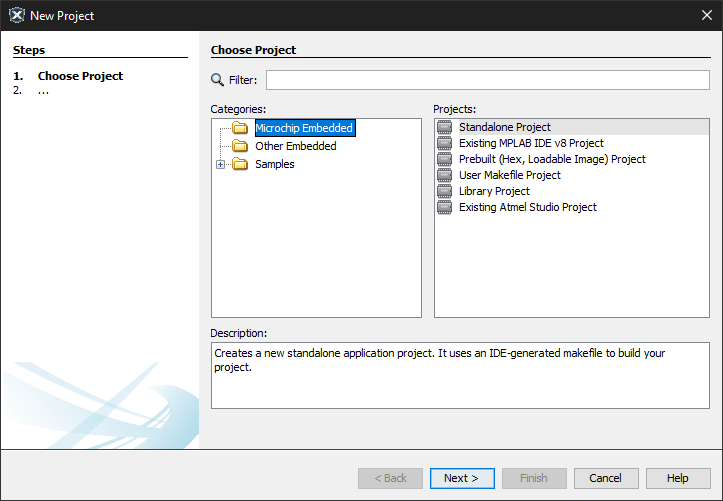 New Project
Steps
1. Choose Project
2. ...
Choose Project
Filter:
Categories:
Microchip Embedded
Other Embedded
Samples
Projects:
Standalone Project
Existing MPLAB IDE v8 Project
Prebuilt (Hex, Loadable Image) Project
User Makefile Project
Library Project
Existing Atmel Studio Project
Description:
Creates a new standalone application project. It uses an IDE-generated makefile to build your
project.
< Back
Next >
Finish
Cancel
Help